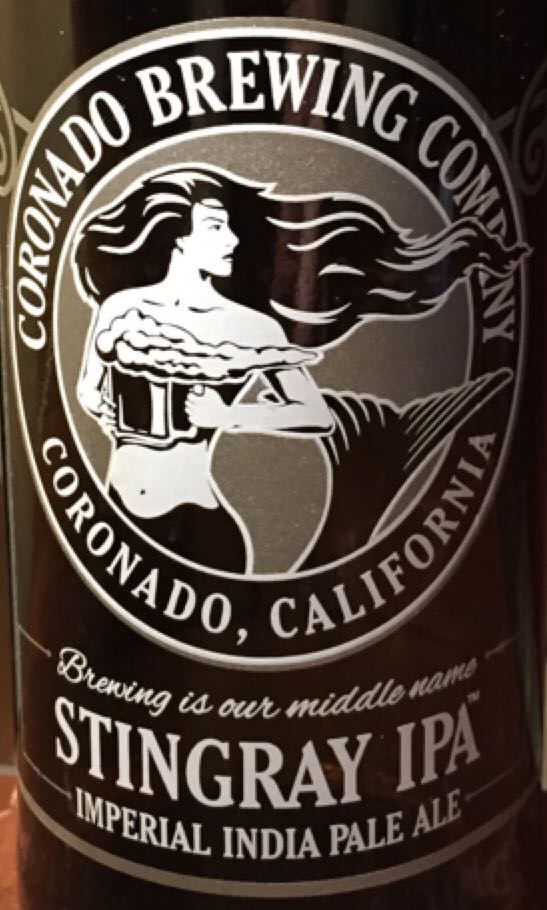 CORONADO BREWING COMPANY
CORONADO, CALIFORNIA
Brewing is our middle name
STINGRAY IPA™
IMPERIAL INDIA PALE ALE